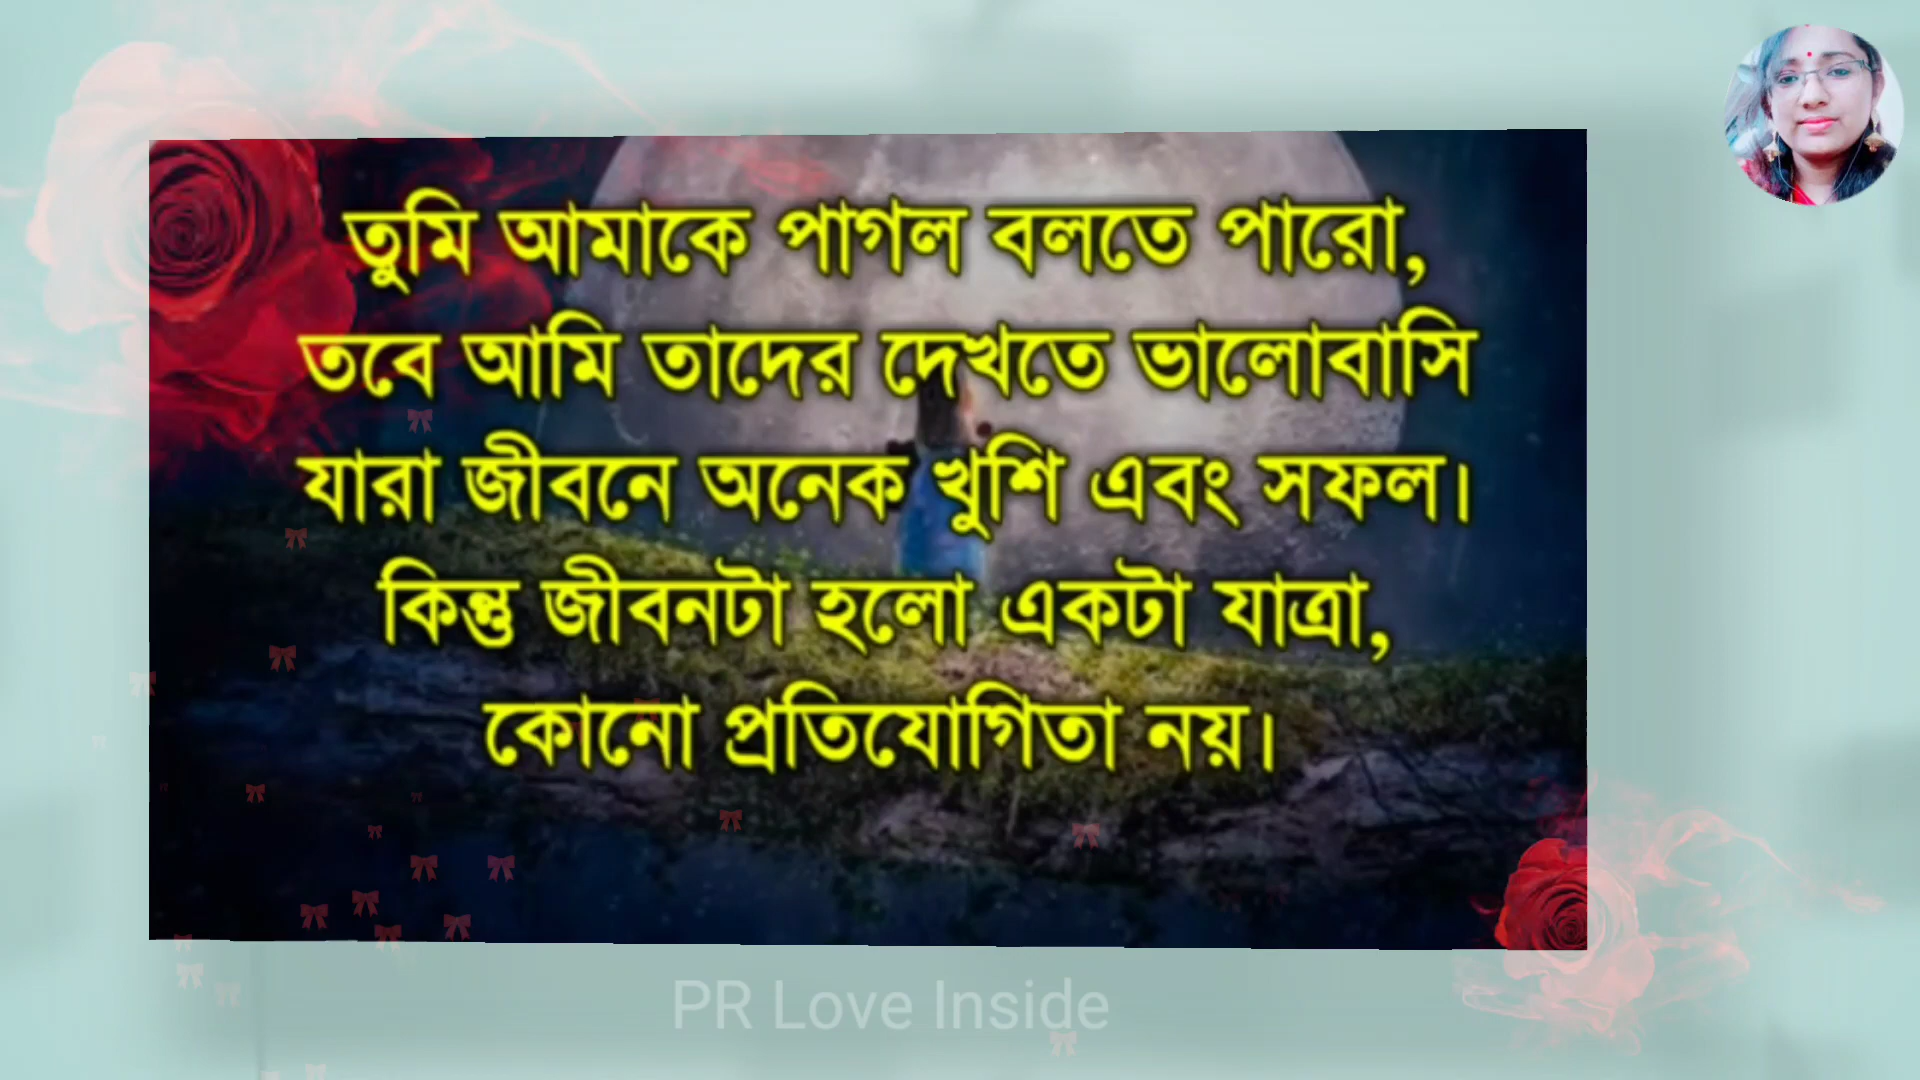 তুমি আমাকে পাগল বলতে পারো,
তবে আমি তাদের দেখতে ভালোবাসি
যারা জীবনে অনেক খুশি এবং সফল।
কিন্তু জীবনটা হলো একটা যাত্রা,
কোনো প্রতিযোগিতা নয়।
PR Love Inside